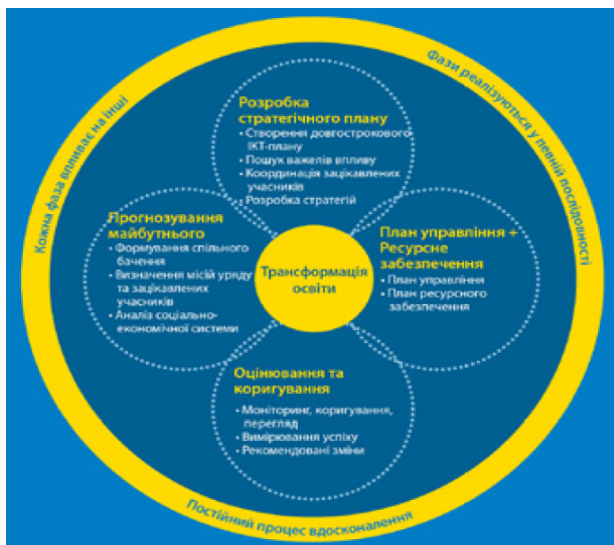 Кожна фаза впливає на інші
Фази реалізуються у певній послідовності
Розробка
стратегічного плану
• Створення довгострокового
ІКТ-плану
• Пошук важелів впливу
• Координація зацікавлених
учасників
• Розробка стратегій
Прогнозування
майбутнього
• Формування спільного
бачення
• Визначення місій уряду
та зацікавлених
учасників
• Аналіз соціально-
економічної системи
Трансформація
освіти
План управління +
Ресурсне
забезпечення
• План управління
• План ресурсного
забезпечення
Оцінювання та
коригування
• Моніторинг, коригування,
перегляд
• Вимірювання успіху
• Рекомендовані зміни
Постійний процес вдосконалення